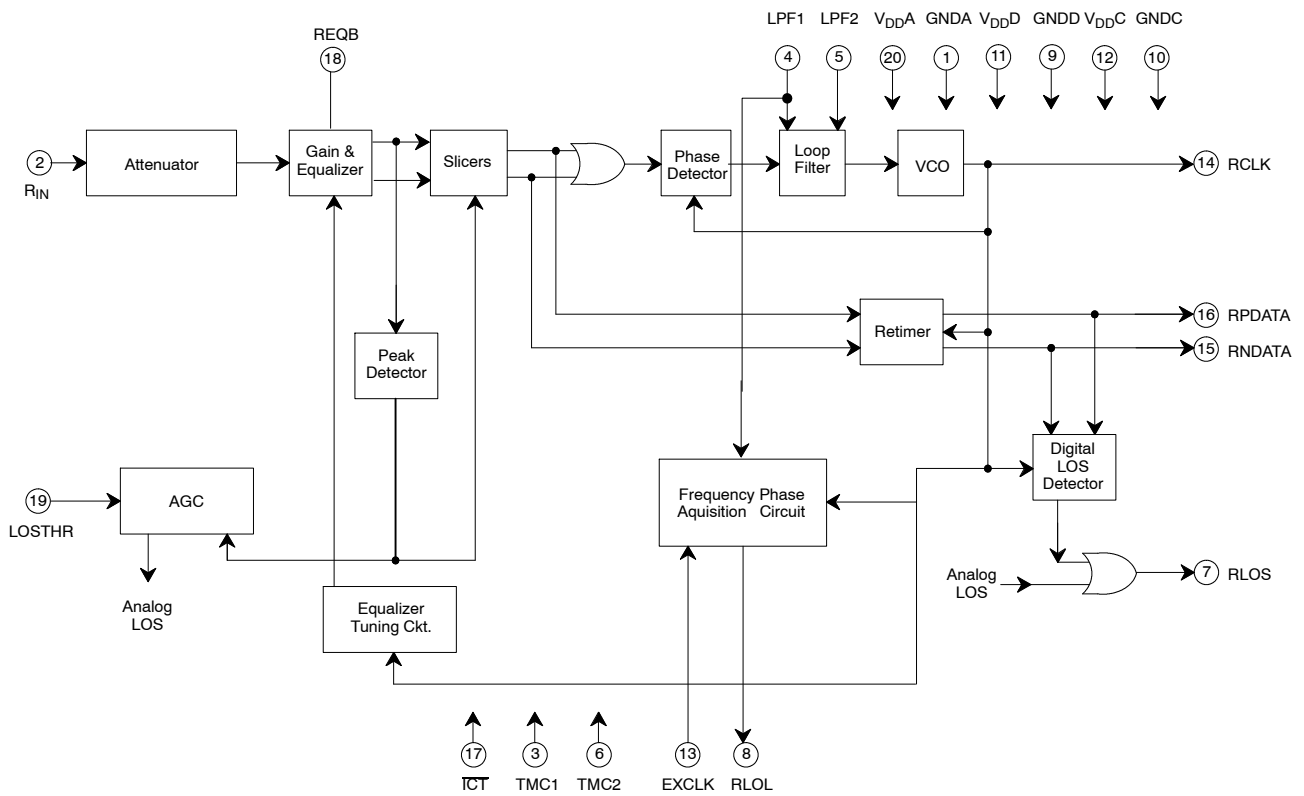 LPF1 LPF2 VDDA GNDA VDDD GNDD VDDC GNDC
REQB
18
4 5 20 1 11 9 12 10
2
RIN
Attenuator
Gain &
Equalizer
Slicers
Phase
Detector
Loop
Filter
VCO
14 RCLK
Retimer
16 RPDATA
15 RNDATA
Peak
Detector
19
LOSTHR
AGC
Frequency Phase
Aquisition Circuit
Digital
LOS
Detector
Analog
LOS
Equalizer
Tuning Ckt.
Analog
LOS
7 RLOS
17 3 6 13 8
ICT TMC1 TMC2 EXCLK RLOL